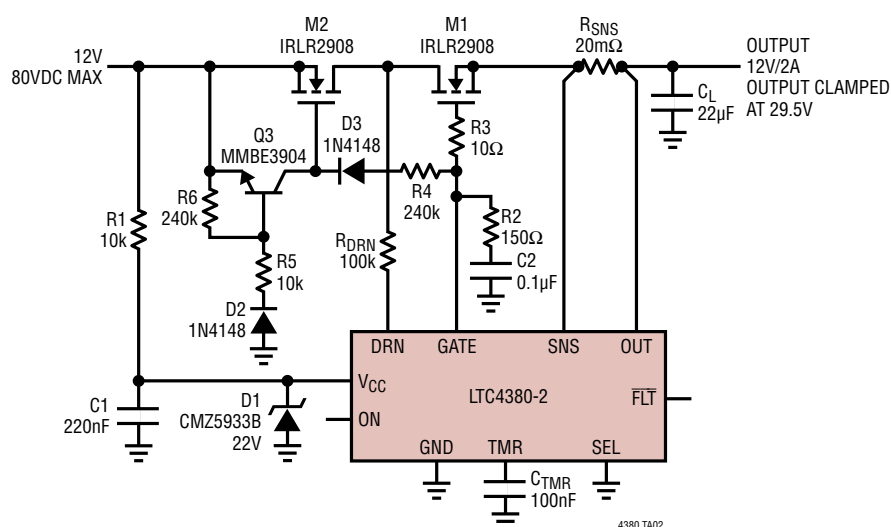 M2
IRLR2908
M1
IRLR2908
RSNS
20mΩ
12V
80VDC MAX
OUTPUT
12V/2A
OUTPUT CLAMPED
AT 29.5V
CL
22µF
Q3
MMBE3904
D3
1N4148
R3
10Ω
R4
240k
R6
240k
R1
10k
R5
10k
RDRN
100k
R2
150Ω
C2
0.1µF
D2
1N4148
DRN
GATE
SNS
OUT
VCC
LTC4380-2
FLT
C1
220nF
D1
CMZ5933B
22V
ON
GND
TMR
SEL
CTMR
100nF
4380 TA02